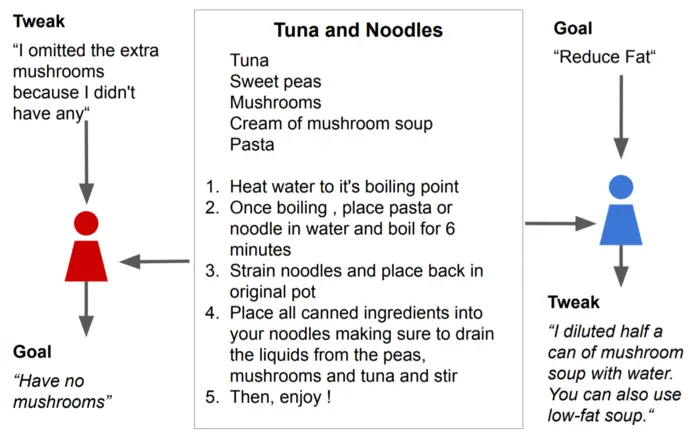 Tweak
“I omitted the extra
mushrooms
because I didn't
have any“
Goal
“Have no
mushrooms”
Tuna and Noodles
Tuna
Sweet peas
Mushrooms
Cream of mushroom soup
Pasta
1. Heat water to it's boiling point
2. Once boiling , place pasta or
noodle in water and boil for 6
minutes
3. Strain noodles and place back in
original pot
4. Place all canned ingredients into
your noodles making sure to drain
the liquids from the peas,
mushrooms and tuna and stir
5. Then, enjoy !
Goal
“Reduce Fat“
Tweak
“I diluted half a
can of mushroom
soup with water.
You can also use
low-fat soup.“